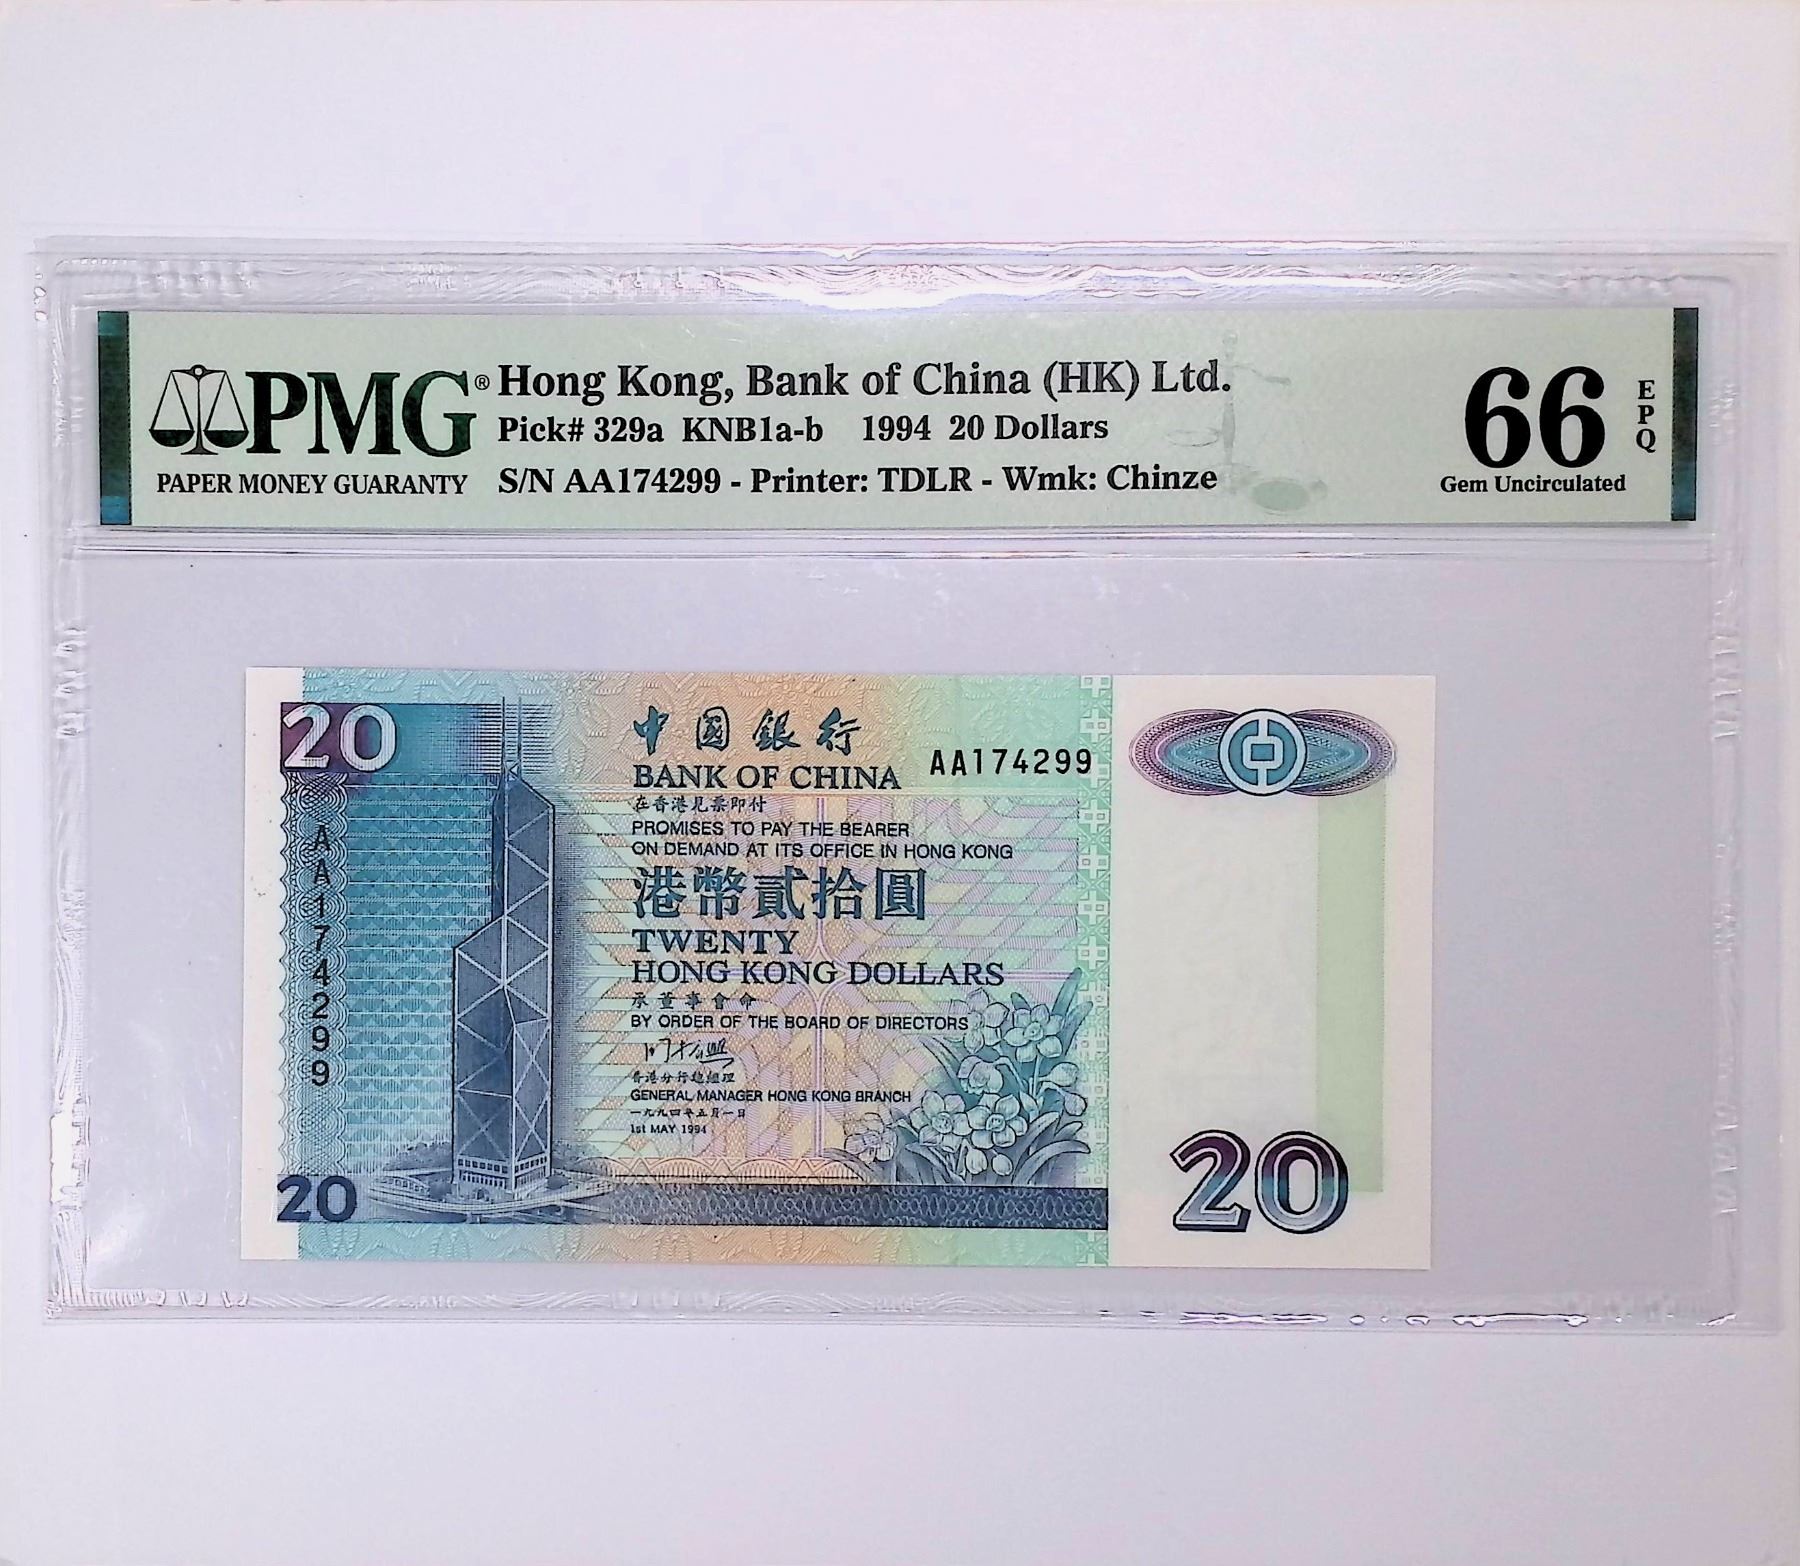 PMG®
PAPER MONEY GUARANTY
Hong Kong, Bank of China (HK) Ltd.
Pick# 329a KNB1a-b 1994 20 Dollars
S/N AA174299 - Printer: TDLR - Wmk: Chinze
66
EPQ
Gem Uncirculated
20
中國銀行
BANK OF CHINA
AA174299
在香港見票即付
PROMISES TO PAY THE BEARER
ON DEMAND AT ITS OFFICE IN HONG KONG
港幣貳拾圓
TWENTY
HONG KONG DOLLARS
承董事會命
BY ORDER OF THE BOARD OF DIRECTORS
香港分行總經理
GENERAL MANAGER HONG KONG BRANCH
一九九四年五月一日
1st MAY 1994
AA174299
20
20